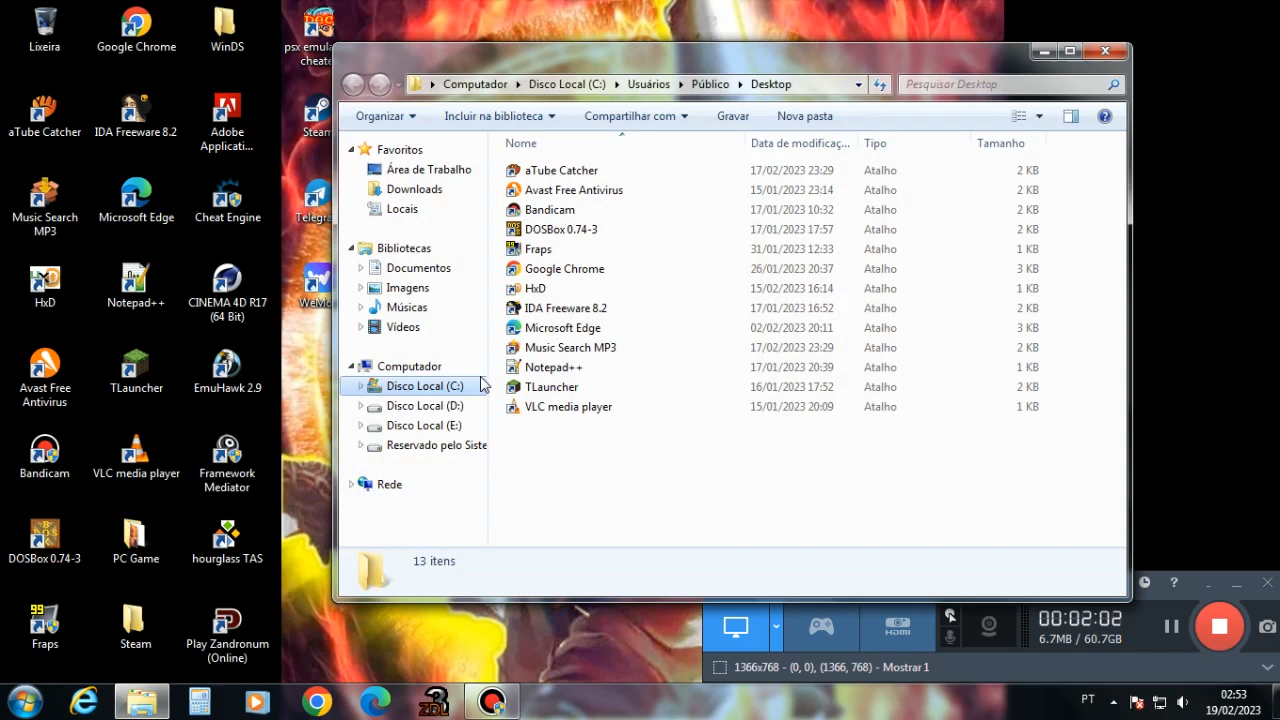 Lixeira
Google Chrome
WinDS
psx emula
cheate
aTube Catcher
IDA Freeware 8.2
Adobe
Applicati...
Steam
Music Search
MP3
Microsoft Edge
Cheat Engine
Telegra
HxD
Notepad++
CINEMA 4D R17
(64 Bit)
WeMo
Avast Free
Antivirus
TLauncher
EmuHawk 2.9
Bandicam
VLC media player
Framework
Mediator
DOSBox 0.74-3
PC Game
hourglass TAS
Fraps
Steam
Play Zandronum
(Online)
Computador
Disco Local (C:)
Usuários
Público
Desktop
Pesquisar Desktop
Organizar
Incluir na biblioteca
Compartilhar com
Gravar
Nova pasta
Favoritos
Área de Trabalho
Downloads
Locais
Bibliotecas
Documentos
Imagens
Músicas
Vídeos
Computador
Disco Local (C:)
Disco Local (D:)
Disco Local (E:)
Reservado pelo Siste
Rede
Nome Data de modificaç... Tipo Tamanho
aTube Catcher 17/02/2023 23:29 Atalho 2 KB
Avast Free Antivirus 15/01/2023 23:14 Atalho 2 KB
Bandicam 17/01/2023 10:32 Atalho 2 KB
DOSBox 0.74-3 17/01/2023 17:57 Atalho 2 KB
Fraps 31/01/2023 12:33 Atalho 1 KB
Google Chrome 26/01/2023 20:37 Atalho 3 KB
HxD 15/02/2023 16:14 Atalho 1 KB
IDA Freeware 8.2 17/01/2023 16:52 Atalho 1 KB
Microsoft Edge 02/02/2023 20:11 Atalho 3 KB
Music Search MP3 17/02/2023 23:29 Atalho 2 KB
Notepad++ 17/01/2023 20:39 Atalho 1 KB
TLauncher 16/01/2023 17:52 Atalho 2 KB
VLC media player 15/01/2023 20:09 Atalho 1 KB
13 itens
HDMI
00:02:02
6.7MB / 60.7GB
1366x768 - (0, 0), (1366, 768) - Mostrar 1
ZDL
PT
02:53
19/02/2023